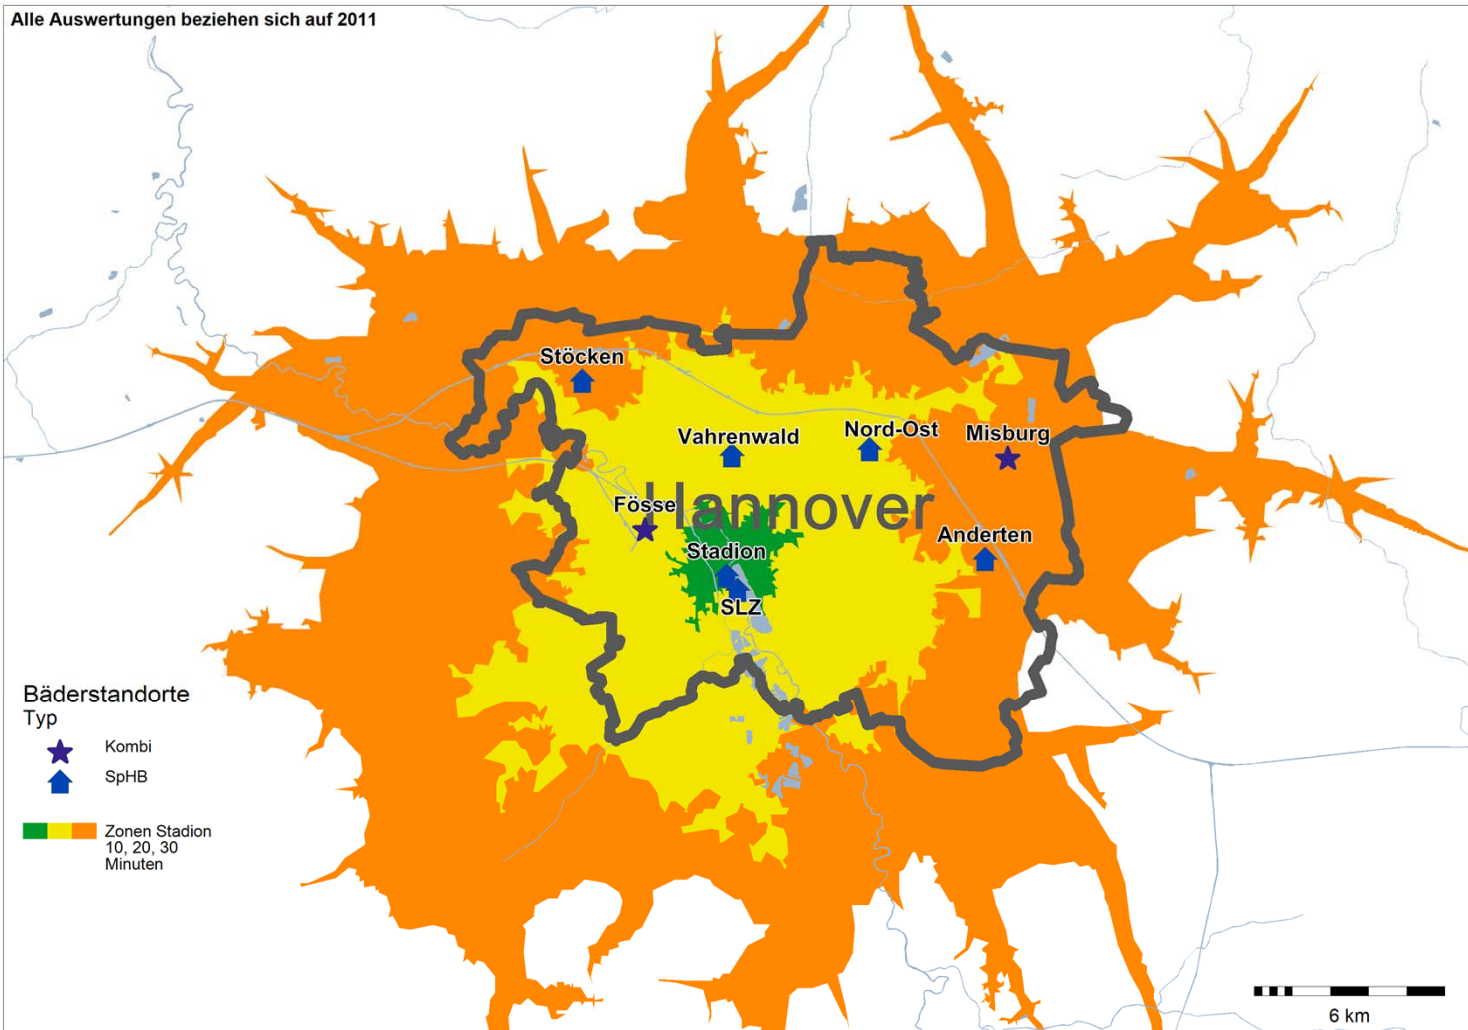 Alle Auswertungen beziehen sich auf 2011
Stöcken
Vahrenwald
Nord-Ost
Misburg
Fösse
Hannover
Stadion
Anderten
SLZ
Bäderstandorte
Typ
Kombi
SpHB
Zonen Stadion
10, 20, 30
Minuten
6 km